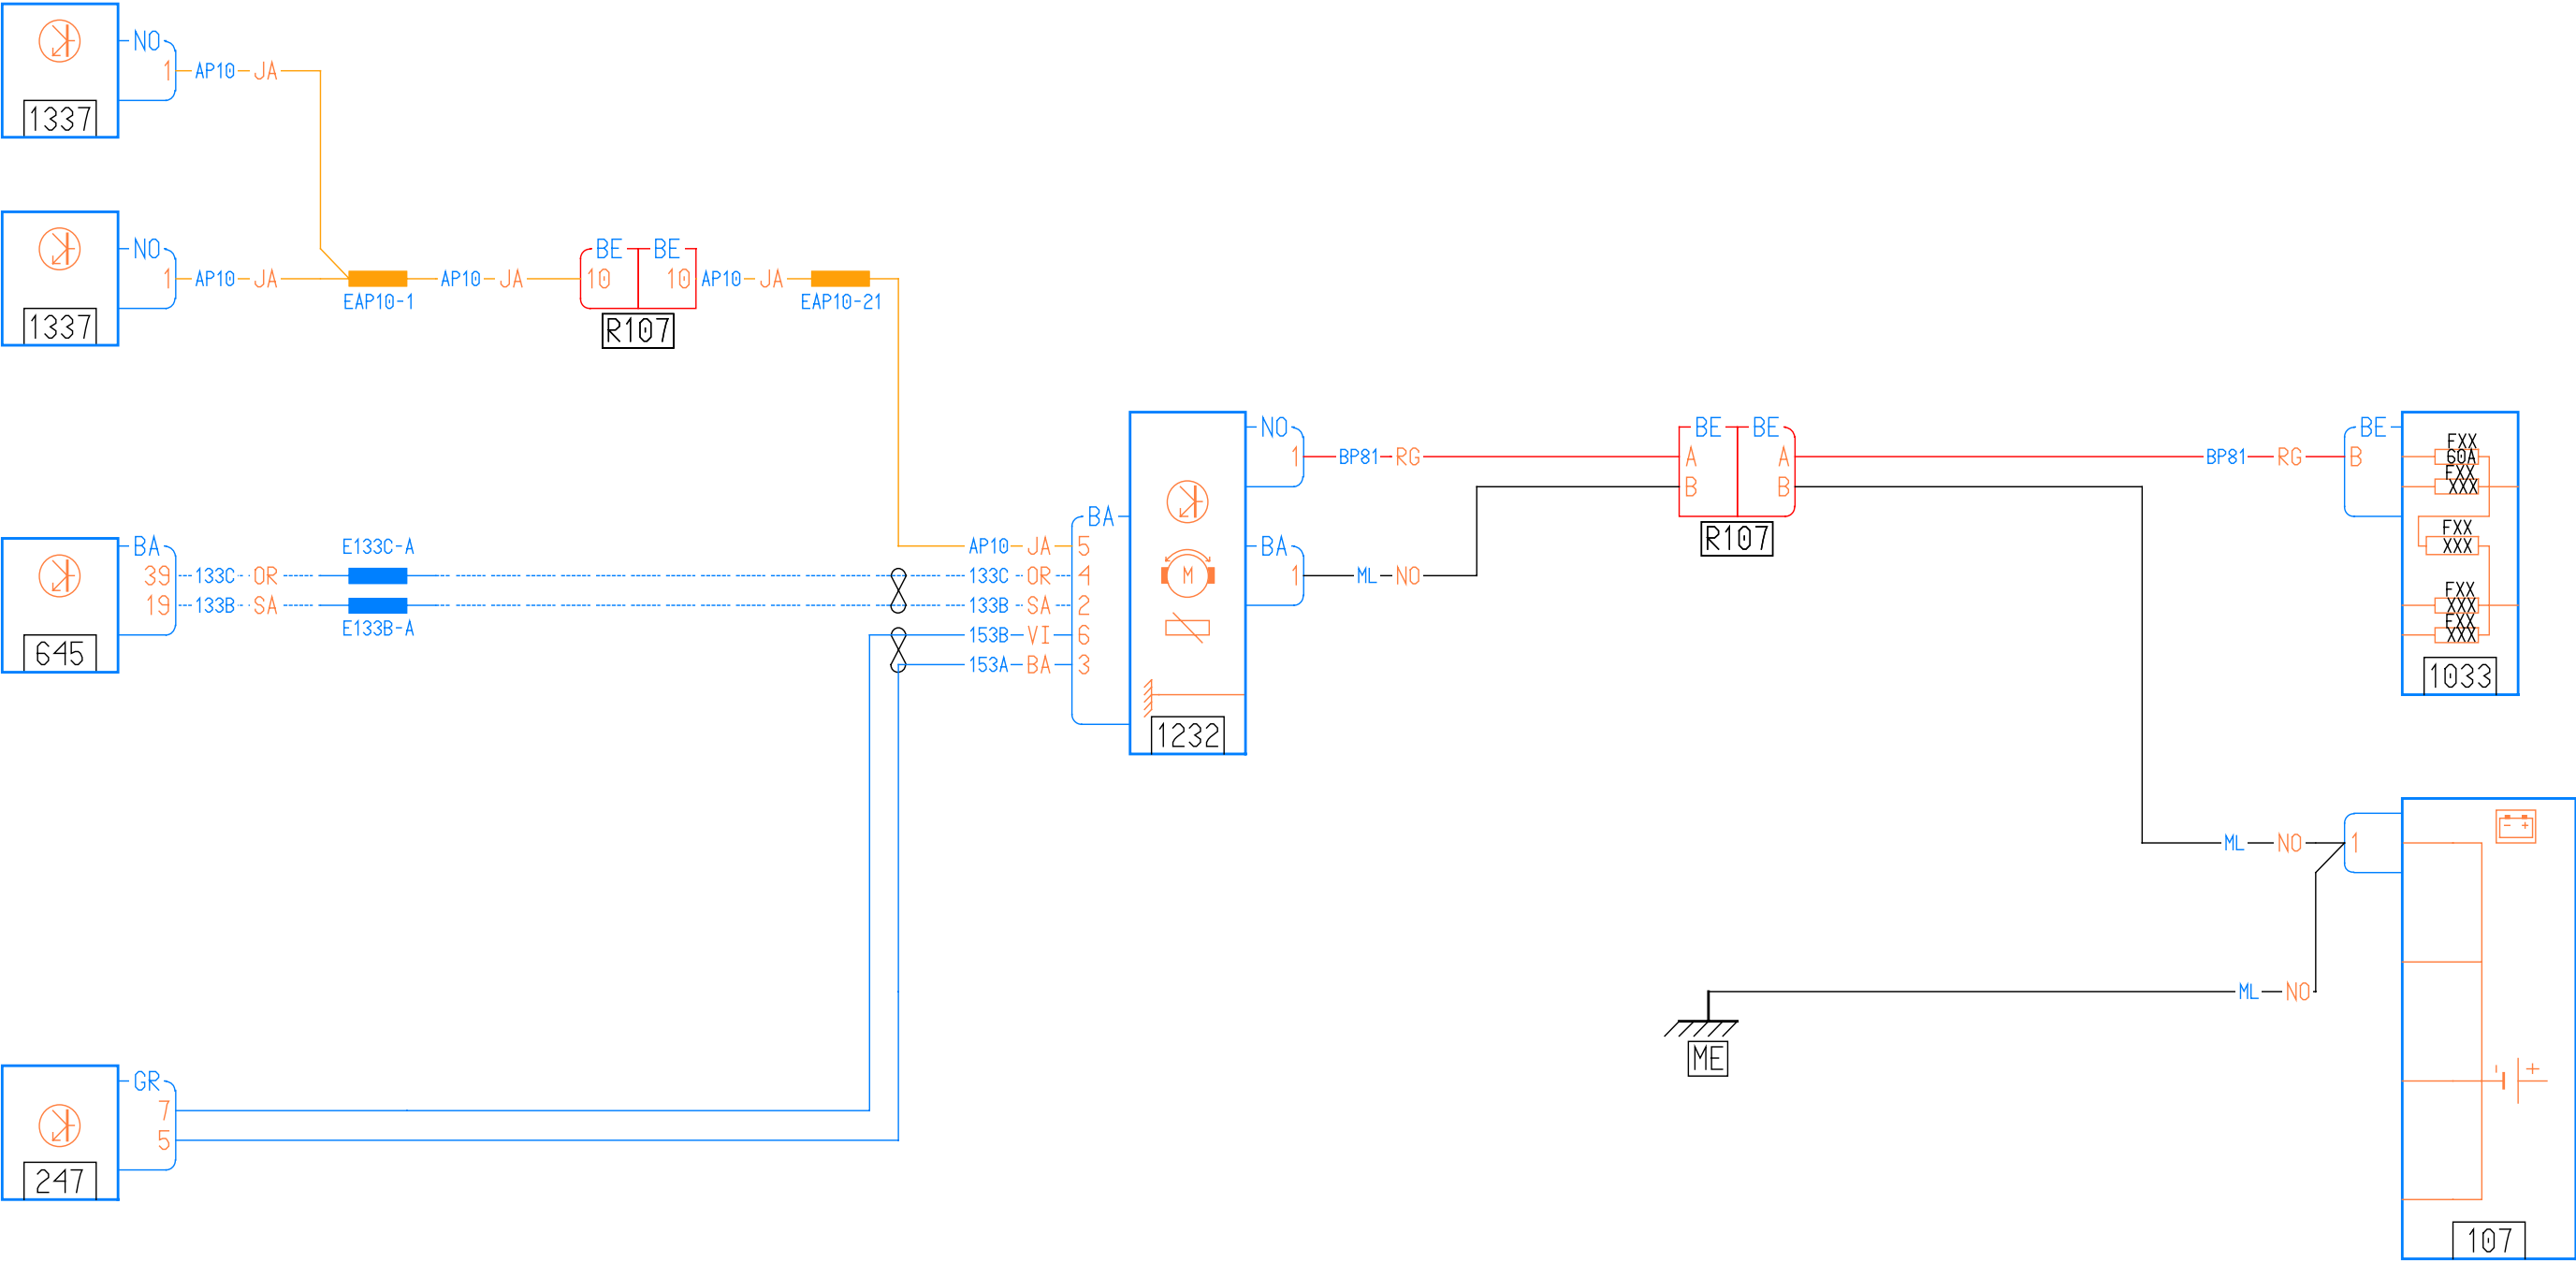 NO
1 AP10 JA
1337
NO
1 AP10 JA
EAP10-1
AP10 JA
BE BE
10 10
R107
AP10 JA
EAP10-21
1337
BA
39 133C OR
E133C-A
19 133B SA
E133B-A
645
BA
AP10 JA 5
133C OR 4
133B SA 2
153B VI 6
153A BA 3
M
1232
NO
1 BP81 RG
BA
1 ML NO
BE BE
A A
B B
R107
BP81 RG
BE
B
FXX
60A
FXX
XXX
FXX
XXX
FXX
XXX
FXX
XXX
1033
ML NO 1
- +
ML NO
ME
- +
107
GR
7
5
247